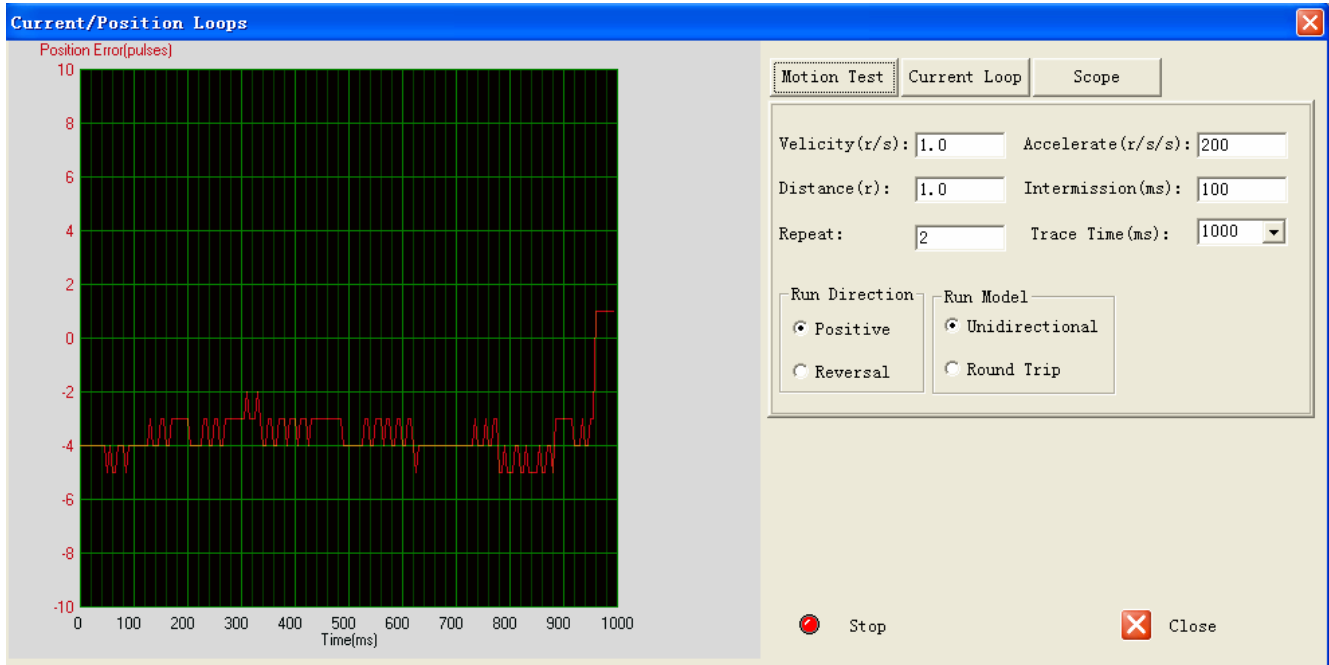 Current/Position Loops
Position Error(pulses)
10
8
6
4
2
0
-2
-4
-6
-8
-10
0 100 200 300 400 500 600 700 800 900 1000
Time(ms)
Motion Test Current Loop Scope
Velicity(r/s): 1.0 Accelerate(r/s/s): 200
Distance(r): 1.0 Intermission(ms): 100
Repeat: 2 Trace Time(ms): 1000
Run Direction Run Model
Positive Unidirectional
Reversal Round Trip
Stop Close